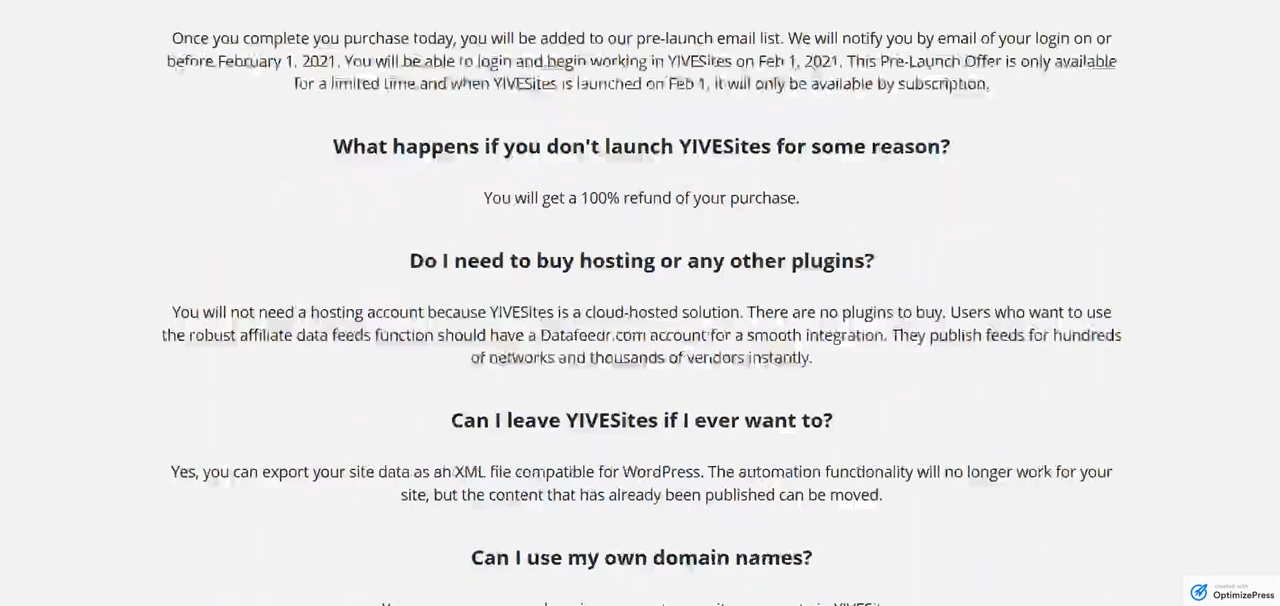 Once you complete you purchase today, you will be added to our pre-launch email list. We will notify you by email of your login on or
before February 1, 2021. You will be able to login and begin working in YIVESites on Feb 1, 2021. This Pre-Launch Offer is only available
for a limited time and when YIVESites is launched on Feb 1, it will only be available by subscription.
What happens if you don't launch YIVESites for some reason?
You will get a 100% refund of your purchase.
Do I need to buy hosting or any other plugins?
You will not need a hosting account because YIVESites is a cloud-hosted solution. There are no plugins to buy. Users who want to use
the robust affiliate data feeds function should have a Datafeedr.com account for a smooth integration. They publish feeds for hundreds
of networks and thousands of vendors instantly.
Can I leave YIVESites if I ever want to?
Yes, you can export your site data as an XML file compatible for WordPress. The automation functionality will no longer work for your
site, but the content that has already been published can be moved.
Can I use my own domain names?
created with
OptimizePress